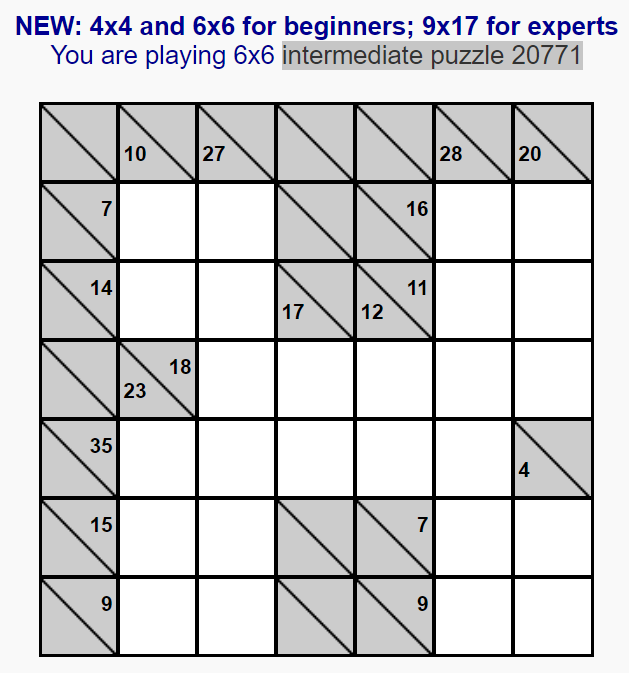 NEW: 4x4 and 6x6 for beginners; 9x17 for experts
You are playing 6x6 intermediate puzzle 20771
10 27 28 20
7 16
14 17 12 11
23 18
35 4
15 7
9 9